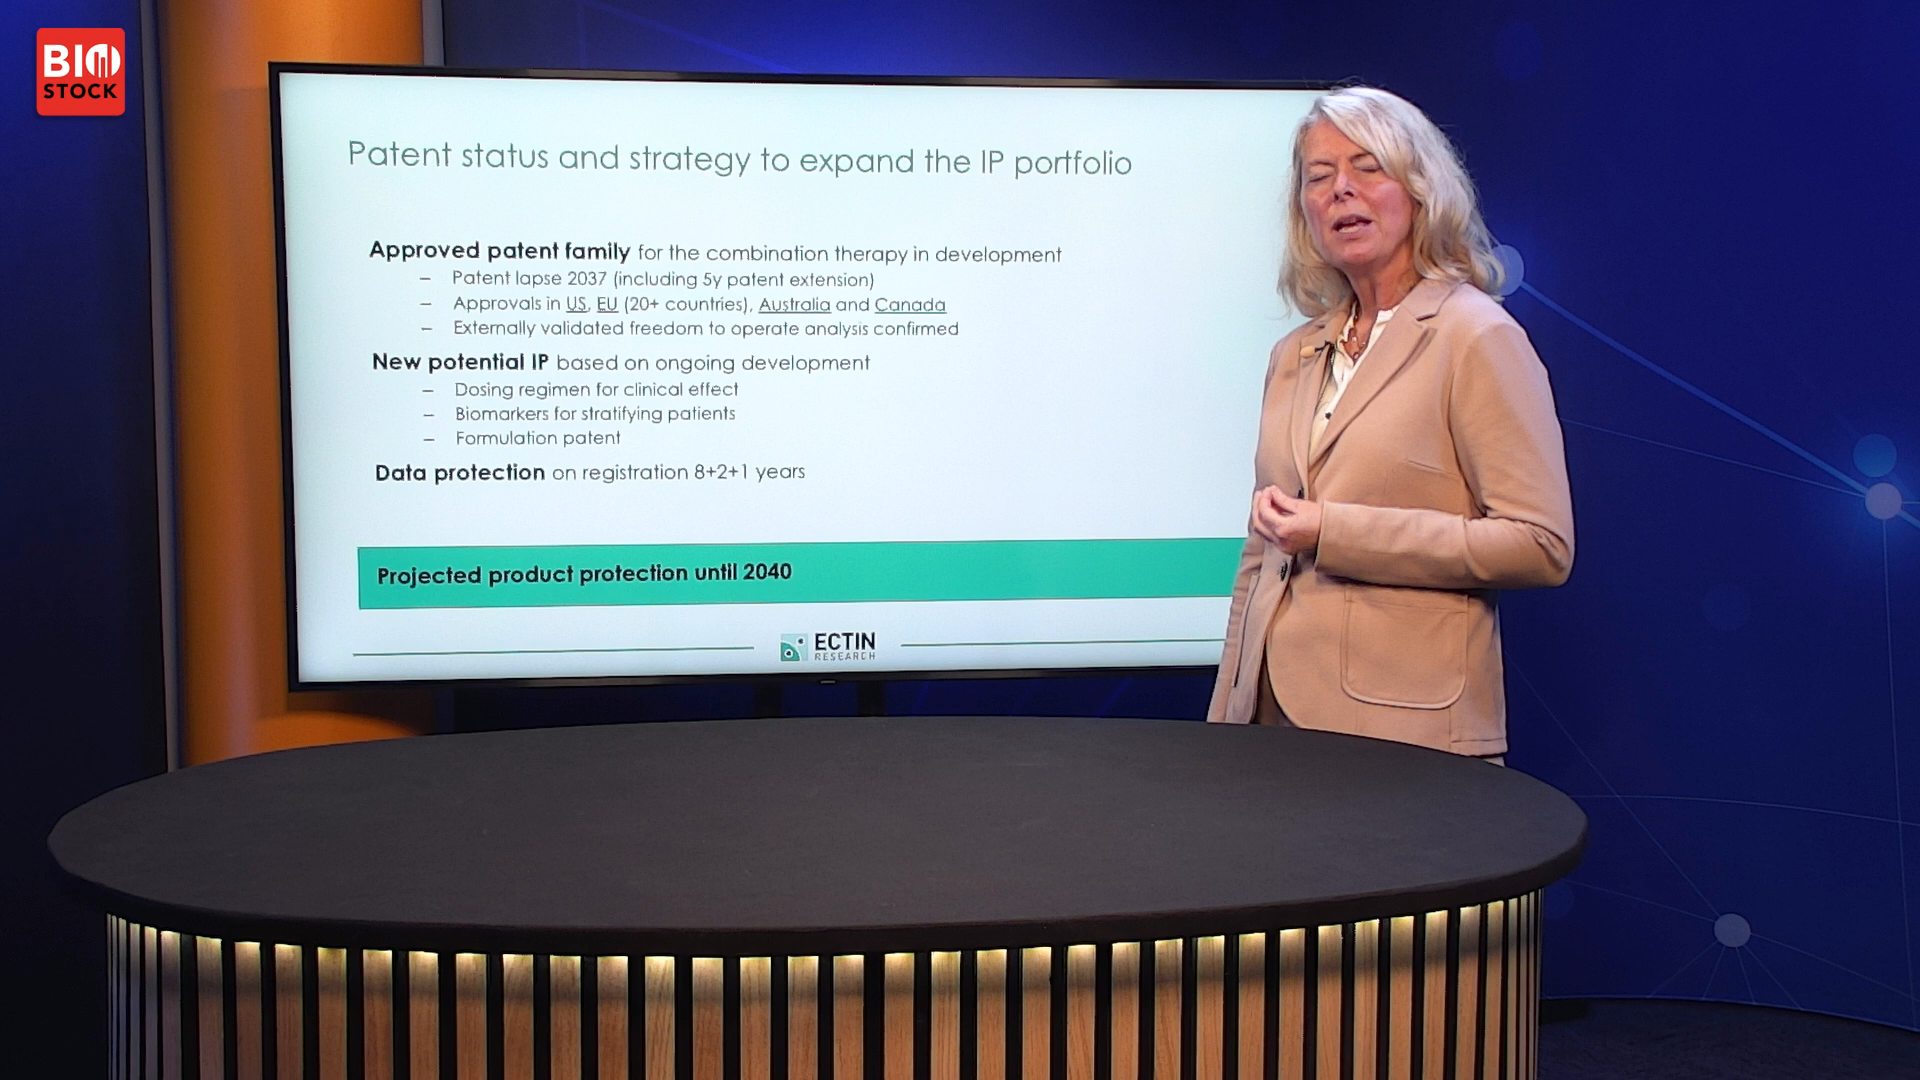 BIO
STOCK
Patent status and strategy to expand the IP portfolio
Approved patent family for the combination therapy in development
– Patent lapse 2037 (including 5y patent extension)
– Approvals in US, EU (20+ countries), Australia and Canada
– Externally validated freedom to operate analysis confirmed
New potential IP based on ongoing development
– Dosing regimen for clinical effect
– Biomarkers for stratifying patients
– Formulation patent
Data protection on registration 8+2+1 years
Projected product protection until 2040
ECTIN
RESEARCH